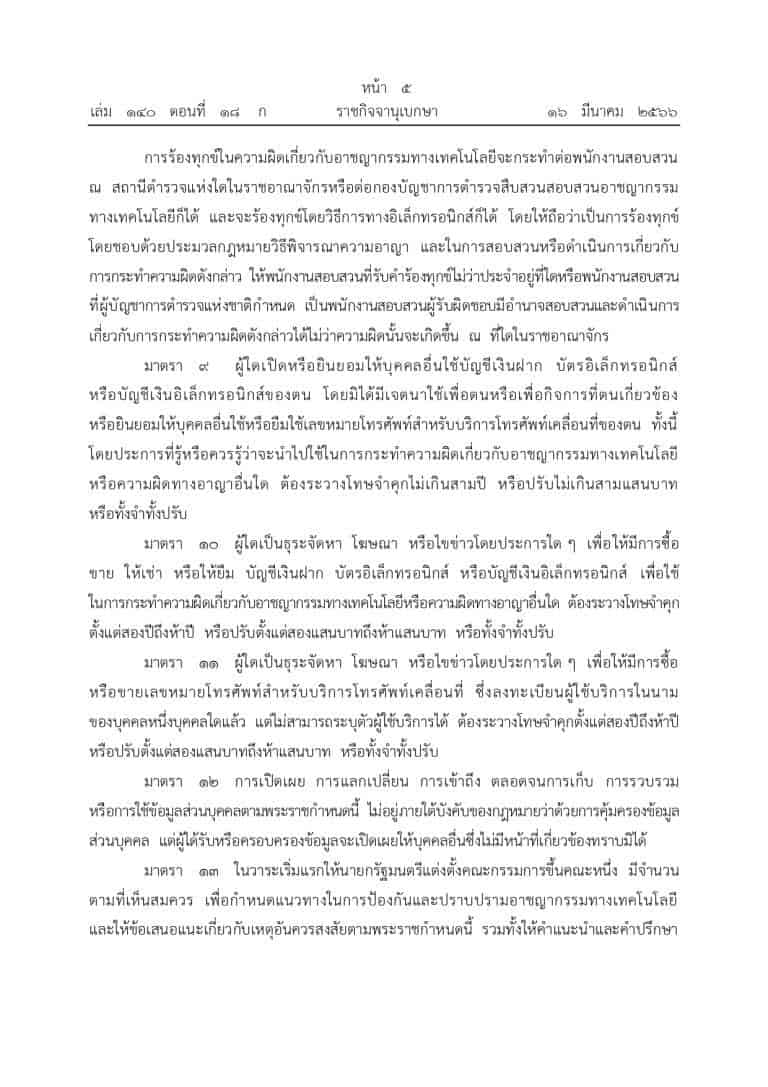 หน้า ๕
เล่ม ๑๔๐ ตอนที่ ๑๘ ก ราชกิจจานุเบกษา ๑๖ มีนาคม ๒๕๖๖
การร้องทุกข์ในความผิดเกี่ยวกับอาชญากรรมทางเทคโนโลยีจะกระทำต่อพนักงานสอบสวน
ณ สถานีตำรวจแห่งใดในราชอาณาจักรหรือต่อกองบัญชาการตำรวจสืบสวนสอบสวนอาชญากรรม
ทางเทคโนโลยีก็ได้ และจะร้องทุกข์โดยวิธีการทางอิเล็กทรอนิกส์ก็ได้ โดยให้ถือว่าเป็นการร้องทุกข์
โดยชอบด้วยประมวลกฎหมายวิธีพิจารณาความอาญา และในการสอบสวนหรือดำเนินการเกี่ยวกับ
การกระทำความผิดดังกล่าว ให้พนักงานสอบสวนที่รับคำร้องทุกข์ไม่ว่าประจำอยู่ที่ใดหรือพนักงานสอบสวน
ที่ผู้บัญชาการตำรวจแห่งชาติกำหนด เป็นพนักงานสอบสวนผู้รับผิดชอบมีอำนาจสอบสวนและดำเนินการ
เกี่ยวกับการกระทำความผิดดังกล่าวได้ไม่ว่าความผิดนั้นจะเกิดขึ้น ณ ที่ใดในราชอาณาจักร
มาตรา ๙ ผู้ใดเปิดหรือยินยอมให้บุคคลอื่นใช้บัญชีเงินฝาก บัตรอิเล็กทรอนิกส์
หรือบัญชีเงินอิเล็กทรอนิกส์ของตน โดยมิได้มีเจตนาใช้เพื่อตนหรือเพื่อกิจการที่ตนเกี่ยวข้อง
หรือยินยอมให้บุคคลอื่นใช้หรือยืมใช้เลขหมายโทรศัพท์สำหรับบริการโทรศัพท์เคลื่อนที่ของตน ทั้งนี้
โดยประการที่รู้หรือควรรู้ว่าจะนำไปใช้ในการกระทำความผิดเกี่ยวกับอาชญากรรมทางเทคโนโลยี
หรือความผิดทางอาญาอื่นใด ต้องระวางโทษจำคุกไม่เกินสามปี หรือปรับไม่เกินสามแสนบาท
หรือทั้งจำทั้งปรับ
มาตรา ๑๐ ผู้ใดเป็นธุระจัดหา โฆษณา หรือไขข่าวโดยประการใด ๆ เพื่อให้มีการซื้อ
ขาย ให้เช่า หรือให้ยืม บัญชีเงินฝาก บัตรอิเล็กทรอนิกส์ หรือบัญชีเงินอิเล็กทรอนิกส์ เพื่อใช้
ในการกระทำความผิดเกี่ยวกับอาชญากรรมทางเทคโนโลยีหรือความผิดทางอาญาอื่นใด ต้องระวางโทษจำคุก
ตั้งแต่สองปีถึงห้าปี หรือปรับตั้งแต่สองแสนบาทถึงห้าแสนบาท หรือทั้งจำทั้งปรับ
มาตรา ๑๑ ผู้ใดเป็นธุระจัดหา โฆษณา หรือไขข่าวโดยประการใด ๆ เพื่อให้มีการซื้อ
หรือขายเลขหมายโทรศัพท์สำหรับบริการโทรศัพท์เคลื่อนที่ ซึ่งลงทะเบียนผู้ใช้บริการในนาม
ของบุคคลหนึ่งบุคคลใดแล้ว แต่ไม่สามารถระบุตัวผู้ใช้บริการได้ ต้องระวางโทษจำคุกตั้งแต่สองปีถึงห้าปี
หรือปรับตั้งแต่สองแสนบาทถึงห้าแสนบาท หรือทั้งจำทั้งปรับ
มาตรา ๑๒ การเปิดเผย การแลกเปลี่ยน การเข้าถึง ตลอดจนการเก็บ การรวบรวม
หรือการใช้ข้อมูลส่วนบุคคลตามพระราชกำหนดนี้ ไม่อยู่ภายใต้บังคับของกฎหมายว่าด้วยการคุ้มครองข้อมูล
ส่วนบุคคล แต่ผู้ได้รับหรือครอบครองข้อมูลจะเปิดเผยให้บุคคลอื่นซึ่งไม่มีหน้าที่เกี่ยวข้องทราบมิได้
มาตรา ๑๓ ในวาระเริ่มแรกให้นายกรัฐมนตรีแต่งตั้งคณะกรรมการขึ้นคณะหนึ่ง มีจำนวน
ตามที่เห็นสมควร เพื่อกำหนดแนวทางในการป้องกันและปราบปรามอาชญากรรมทางเทคโนโลยี
และให้ข้อเสนอแนะเกี่ยวกับเหตุอันควรสงสัยตามพระราชกำหนดนี้ รวมทั้งให้คำแนะนำและคำปรึกษา